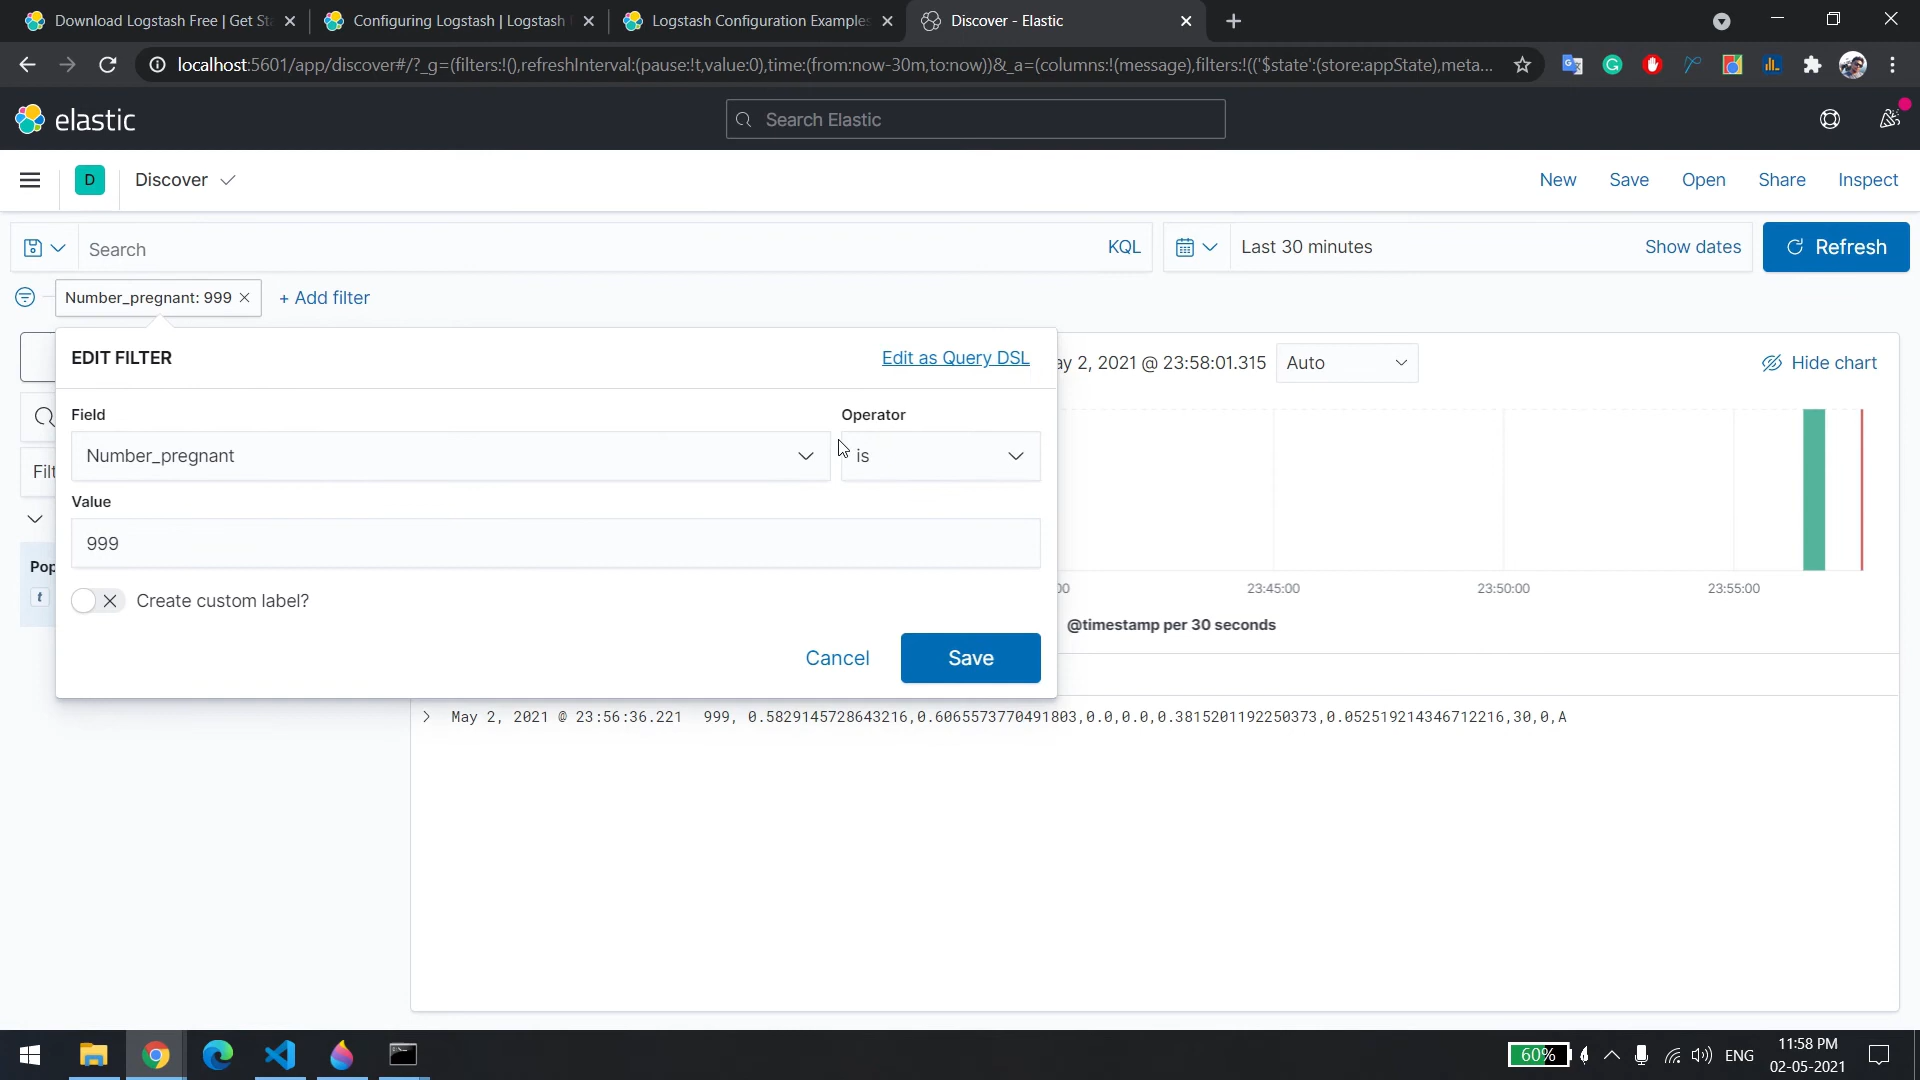 Download Logstash Free | Get Sta
Configuring Logstash | Logstash
Logstash Configuration Examples
Discover - Elastic
localhost:5601/app/discover#/?_g=(filters:!(),refreshInterval:(pause:!t,value:0),time:(from:now-30m,to:now))&_a=(columns:!(message),filters:!(('$state':(store:appState),meta...
elastic
Search Elastic
D
Discover
New
Save
Open
Share
Inspect
Search
KQL
Last 30 minutes
Show dates
Refresh
Number_pregnant: 999
+ Add filter
EDIT FILTER
Edit as Query DSL
ay 2, 2021 @ 23:58:01.315
Auto
Hide chart
Field
Operator
Number_pregnant
is
Filt
Value
999
Pop
t
Create custom label?
Cancel
Save
00
23:45:00
23:50:00
23:55:00
@timestamp per 30 seconds
May 2, 2021 @ 23:56:36.221
999, 0.5829145728643216,0.6065573770491803,0.0,0.0,0.3815201192250373,0.052519214346712216,30,0,A
60%
ENG
11:58 PM
02-05-2021